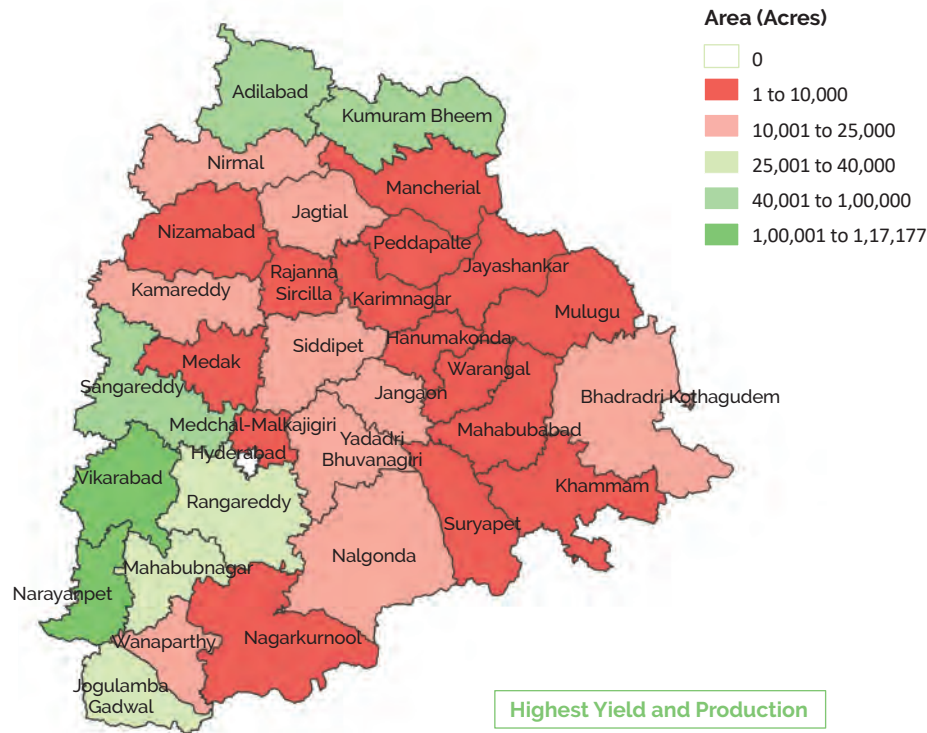 Area (Acres)
0
1 to 10,000
10,001 to 25,000
25,001 to 40,000
40,001 to 1,00,000
1,00,001 to 1,17,177
Adilabad
Kumuram Bheem
Nirmal
Mancherial
Jagtial
Nizamabad
Peddapalle
Jayashankar
Rajanna
Sircilla
Kamareddy
Karimnagar
Mulugu
Hanumakonda
Siddipet
Medak
Warangal
Sangareddy
Jangaon
Bhadradri Kothagudem
Medchal-Malkajigiri
Mahabubabad
Yadadri
Bhuvanagiri
Hyderabad
Vikarabad
Khammam
Rangareddy
Suryapet
Nalgonda
Mahabubnagar
Narayanpet
Wanaparthy
Nagarkurnool
Jogulamba
Gadwal
Highest Yield and Production